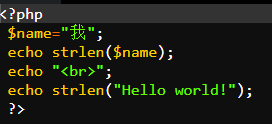 <?php
$name="我";
echo strlen($name);
echo "<br>";
echo strlen("Hello world!");
?>